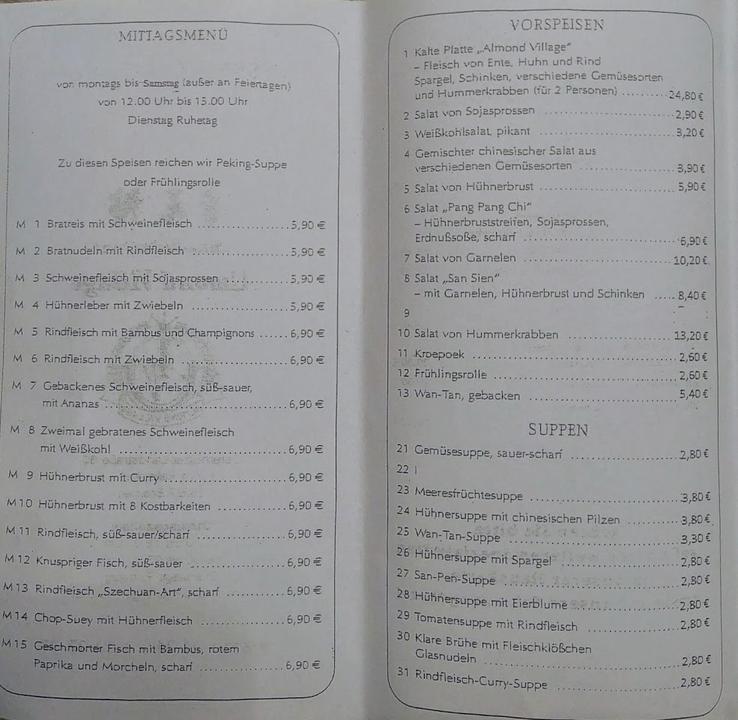 MITTAGSMENÜ
von montags bis Samstag (außer an Feiertagen)
von 12.00 Uhr bis 15.00 Uhr
Dienstag Ruhetag
Zu diesen Speisen reichen wir Peking-Suppe
oder Frühlingsrolle
M 1 Bratreis mit Schweinefleisch ..................... 5,90 €
M 2 Bratnudeln mit Rindfleisch ..................... 5,90 €
M 3 Schweinefleisch mit Sojasprossen ............... 5,90 €
M 4 Hühnerleber mit Zwiebeln ..................... 5,90 €
M 5 Rindfleisch mit Bambus und Champignons ...... 6,90 €
M 6 Rindfleisch mit Zwiebeln ..................... 6,90 €
M 7 Gebackenes Schweinefleisch, süß-sauer,
mit Ananas ..................... 6,90 €
M 8 Zweimal gebratenes Schweinefleisch
mit Weißkohl ..................... 6,90 €
M 9 Hühnerbrust mit Curry ..................... 6,90 €
M 10 Hühnerbrust mit 8 Kostbarkeiten ............... 6,90 €
M 11 Rindfleisch, süß-sauer/scharf ..................... 6,90 €
M 12 Knuspriger Fisch, süß-sauer ..................... 6,90 €
M 13 Rindfleisch „Szechuan-Art", scharf ............... 6,90 €
M 14 Chop-Suey mit Hühnerfleisch ..................... 6,90 €
M 15 Geschmorter Fisch mit Bambus, rotem
Paprika und Morcheln, scharf ..................... 6,90 €
VORSPEISEN
1 Kalte Platte „Almond Village"
– Fleisch von Ente, Huhn und Rind
Spargel, Schinken, verschiedene Gemüsesorten
und Hummerkrabben (für 2 Personen) ......... 24,80 €
2 Salat von Sojasprossen ..................... 2,90 €
3 Weißkohlsalat, pikant ..................... 3,20 €
4 Gemischter chinesischer Salat aus
verschiedenen Gemüsesorten ..................... 3,90 €
5 Salat von Hühnerbrust ..................... 5,90 €
6 Salat „Pang Pang Chi"
– Hühnerbruststreifen, Sojasprossen,
Erdnußsoße, scharf ..................... 6,90 €
7 Salat von Garnelen ..................... 10,20 €
8 Salat „San Sien"
– mit Garnelen, Hühnerbrust und Schinken ..... 8,40 €
9 –
10 Salat von Hummerkrabben ..................... 13,20 €
11 Kroepoek ..................... 2,60 €
12 Frühlingsrolle ..................... 2,60 €
13 Wan-Tan, gebacken ..................... 5,40 €
SUPPEN
21 Gemüsesuppe, sauer-scharf ..................... 2,80 €
22 |
23 Meeresfrüchtesuppe ..................... 3,80 €
24 Hühnersuppe mit chinesischen Pilzen ............ 3,80 €
25 Wan-Tan-Suppe ..................... 3,30 €
26 Hühnersuppe mit Spargel ..................... 2,80 €
27 San-Pen-Suppe ..................... 2,80 €
28 Hühnersuppe mit Eierblume ..................... 2,80 €
29 Tomatensuppe mit Rindfleisch ..................... 2,80 €
30 Klare Brühe mit Fleischklößchen
Glasnudeln ..................... 2,80 €
31 Rindfleisch-Curry-Suppe ..................... 2,80 €